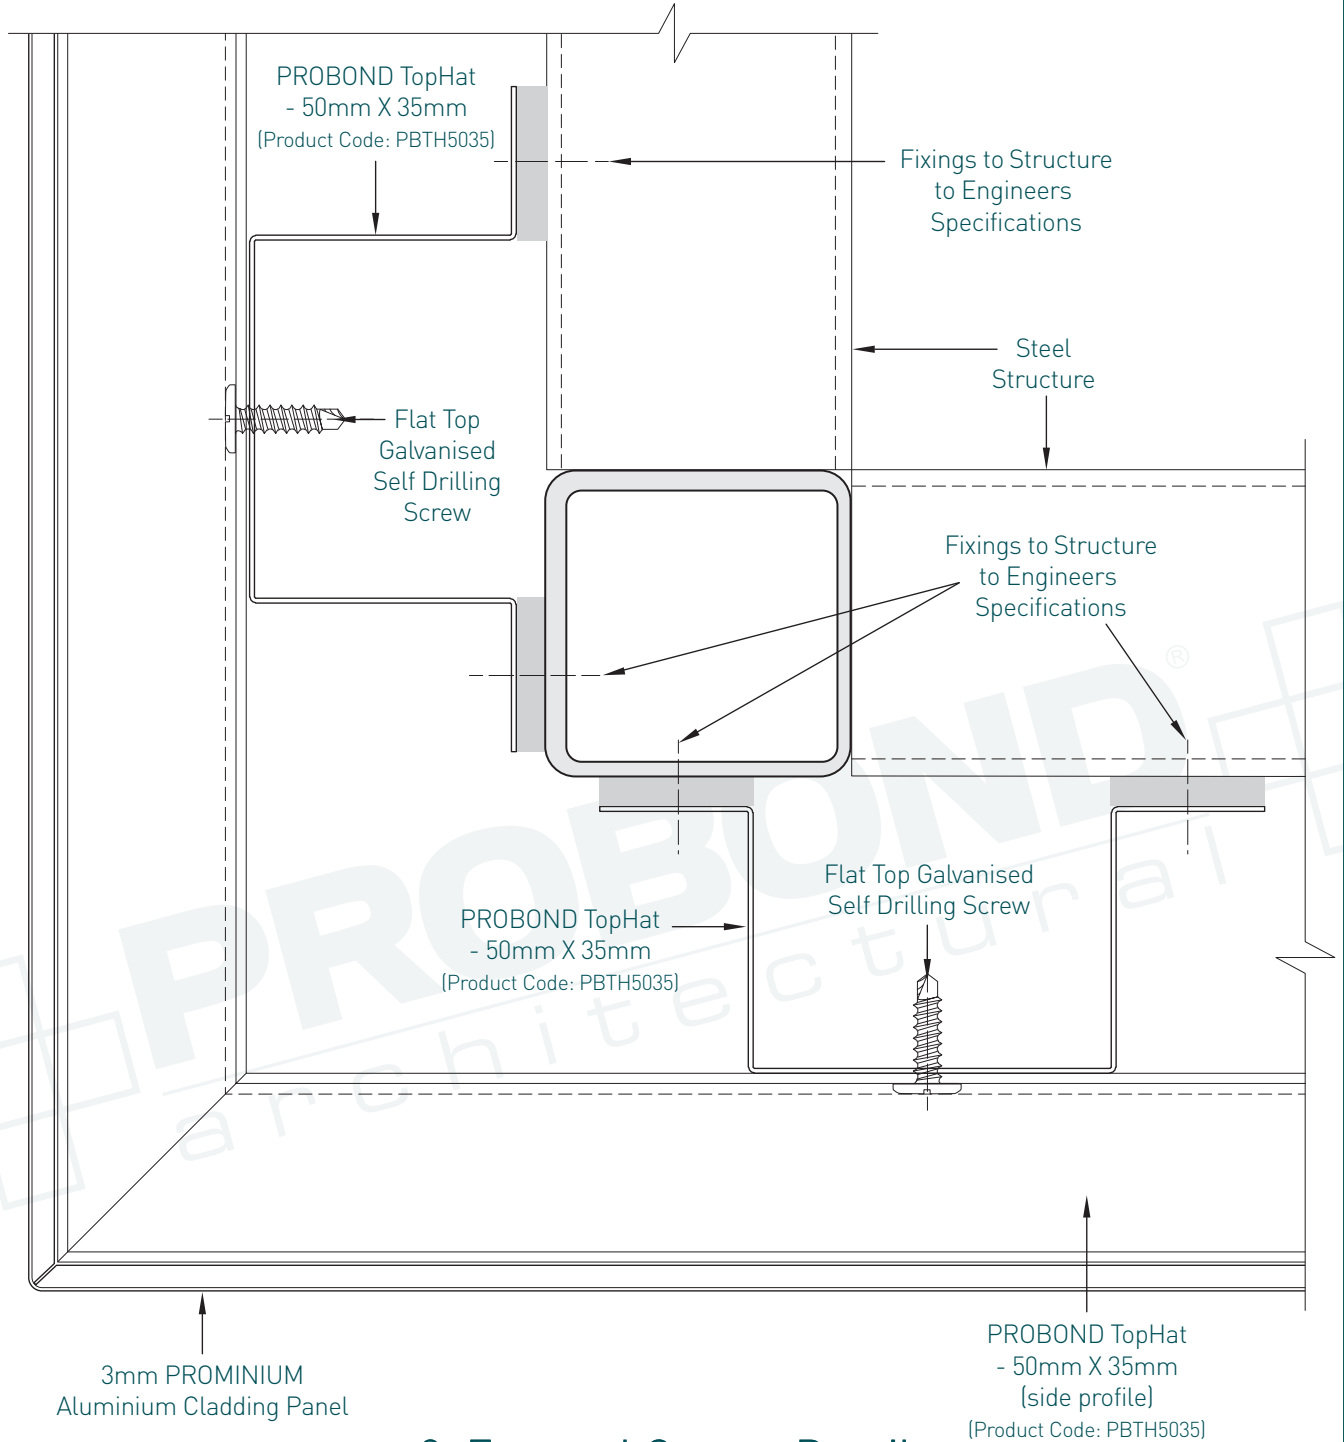 PROBOND TopHat
- 50mm X 35mm
(Product Code: PBTH5035)
Fixings to Structure
to Engineers
Specifications
Steel
Structure
Flat Top
Galvanised
Self Drilling
Screw
Fixings to Structure
to Engineers
Specifications
PROBOND®
architectural
Flat Top Galvanised
Self Drilling Screw
PROBOND TopHat
- 50mm X 35mm
(Product Code: PBTH5035)
3mm PROMINIUM
Aluminium Cladding Panel
PROBOND TopHat
- 50mm X 35mm
(side profile)
(Product Code: PBTH5035)